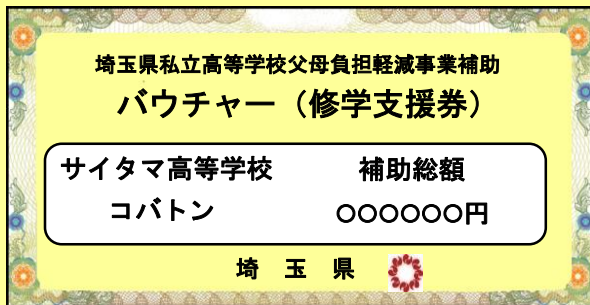 埼玉県私立高等学校父母負担軽減事業補助
バウチャー（修学支援券）
サイタマ高等学校 補助総額
コバトン 〇〇〇〇〇〇円
埼玉県